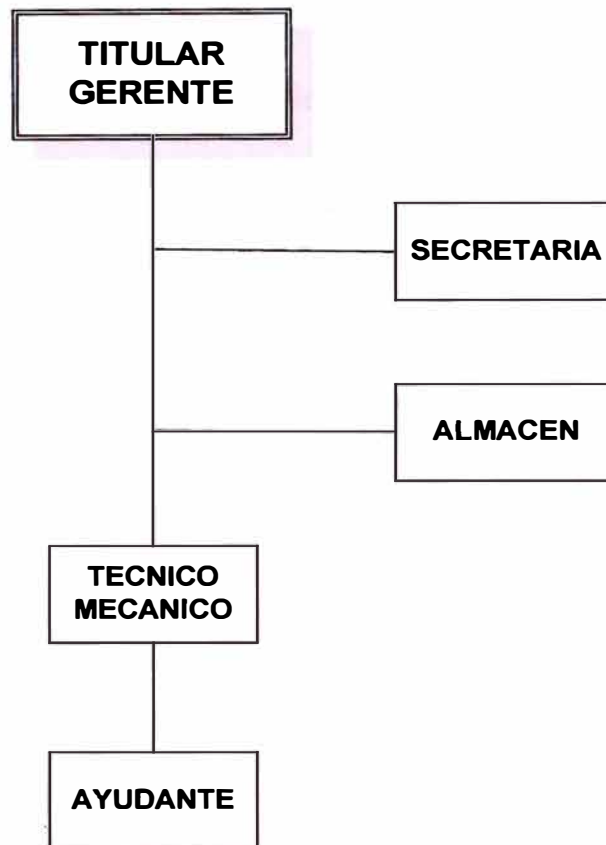 TITULAR
GERENTE
SECRETARIA
ALMACEN
TECNICO
MECANICO
AYUDANTE